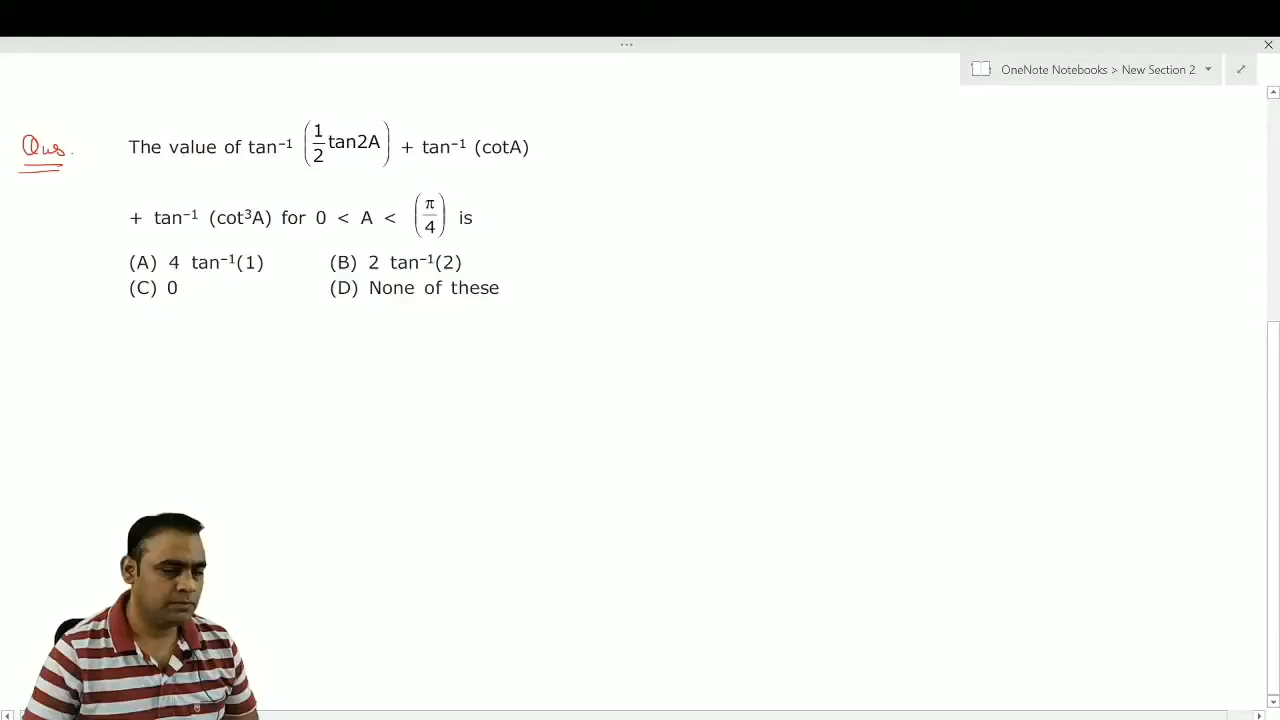 OneNote Notebooks > New Section 2
Qus. The value of tan⁻¹ (1/2 tan2A) + tan⁻¹ (cotA)
+ tan⁻¹ (cot³A) for 0 < A < (π/4) is
(A) 4 tan⁻¹(1) (B) 2 tan⁻¹(2)
(C) 0 (D) None of these